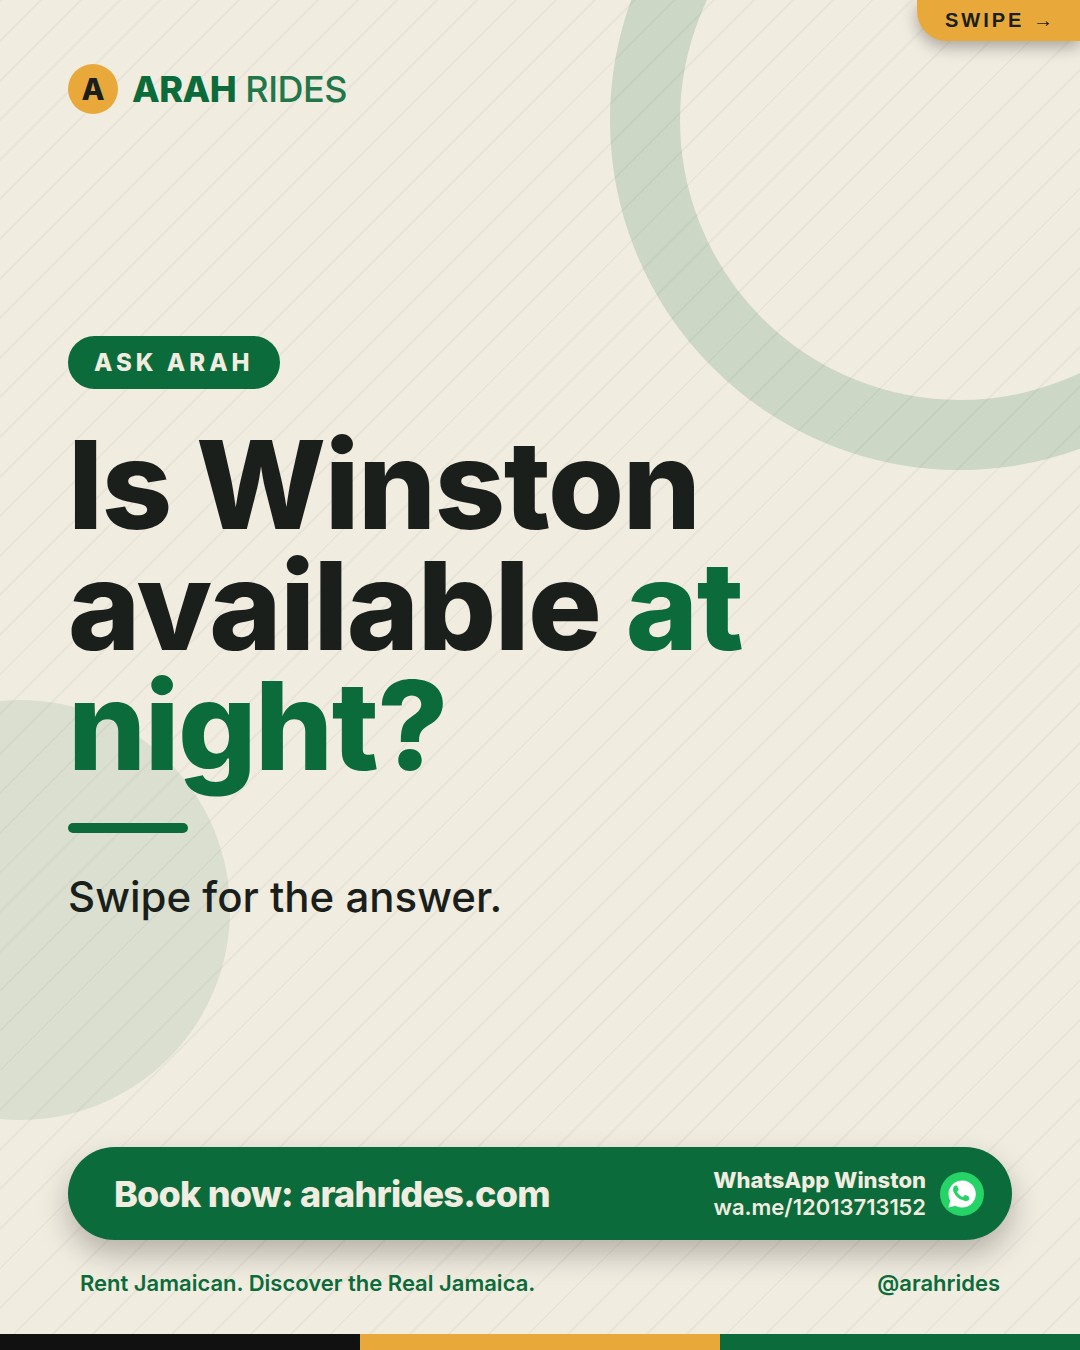 SWIPE →
A ARAH RIDES
ASK ARAH
Is Winston
available at
night?
Swipe for the answer.
Book now: arahrides.com
WhatsApp Winston
wa.me/12013713152
Rent Jamaican. Discover the Real Jamaica.
@arahrides